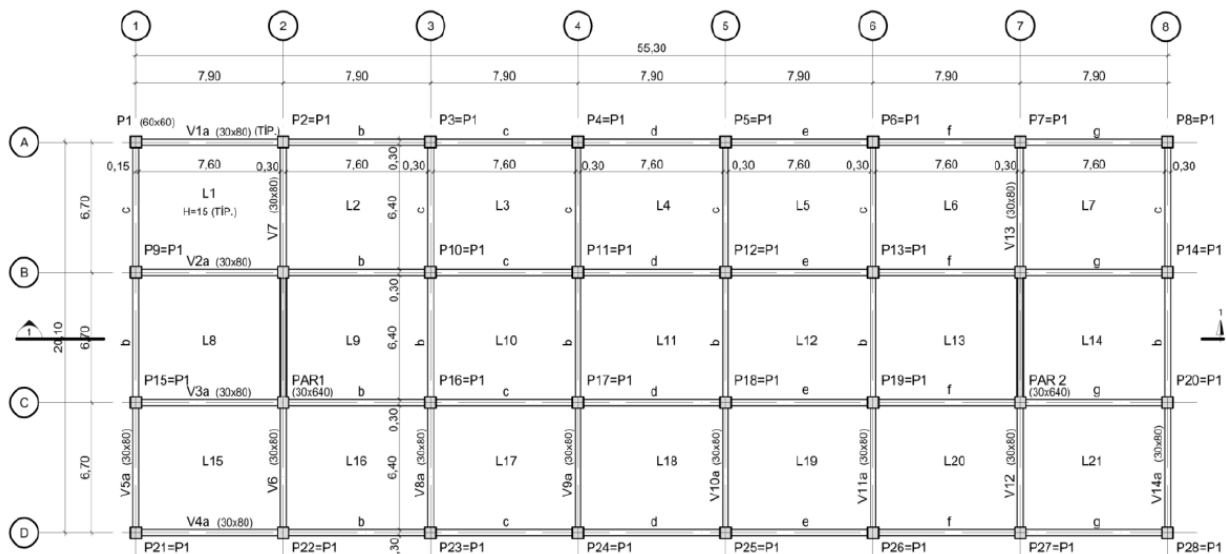 1 2 3 4 5 6 7 8
55,30
7,90 7,90 7,90 7,90 7,90 7,90 7,90
P1 (60x60) P2=P1 P3=P1 P4=P1 P5=P1 P6=P1 P7=P1 P8=P1
V1a (30x80) (TİP.) b c d e f g
A
0,30
0,15 7,60 0,30 7,60 0,30 7,60 0,30 7,60 0,30 7,60 0,30 7,60 0,30 7,60 0,30
L1
H=15 (TİP.)
L2 L3 L4 L5 L6 L7
6,70 6,70 c V7 (30x80) 6,40 c c c c V13 (30x80) c
P9=P1 P10=P1 P11=P1 P12=P1 P13=P1 P14=P1
V2a (30x80) b c d e f g
B
0,30
20,10 6,70 b 6,40 b b b b b
1 1
L8 L9 L10 L11 L12 L13 L14
P15=P1 PAR1 P16=P1 P17=P1 P18=P1 P19=P1 PAR 2 P20=P1
(30x640) (30x640)
V3a (30x80) b c d e f g
C
0,30
L15 L16 L17 L18 L19 L20 L21
6,70 V5a (30x80) V6 (30x80) 6,40 V8a (30x80) V9a (30x80) V10a (30x80) V11a (30x80) V12 (30x80) V14a (30x80)
V4a (30x80) b c d e f g
D
0,30
P21=P1 P22=P1 P23=P1 P24=P1 P25=P1 P26=P1 P27=P1 P28=P1